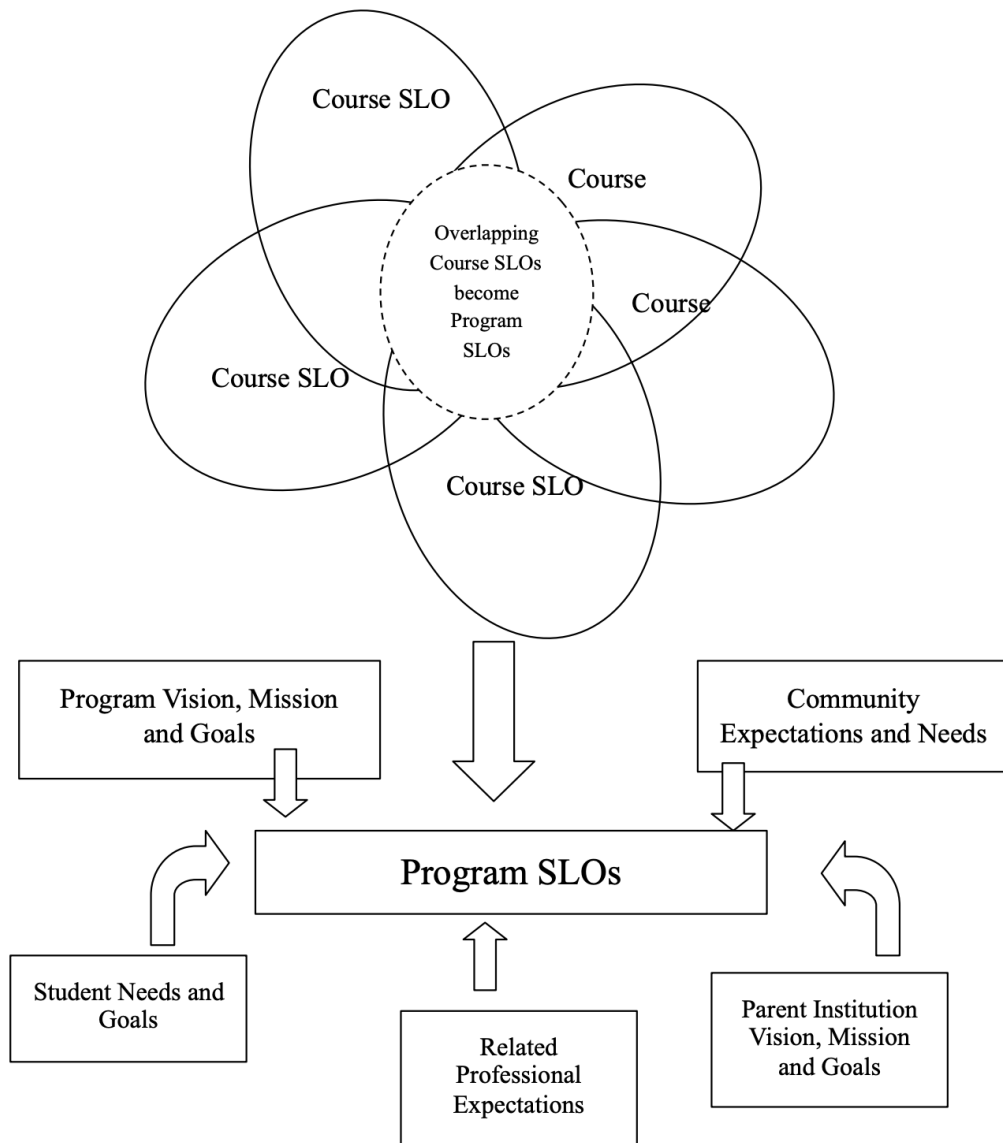 Course SLO
Course
Overlapping
Course SLOs
become
Program
SLOs
Course
Course SLO
Course SLO
Program Vision, Mission
and Goals
Community
Expectations and Needs
Program SLOs
Student Needs and
Goals
Related
Professional
Expectations
Parent Institution
Vision, Mission
and Goals